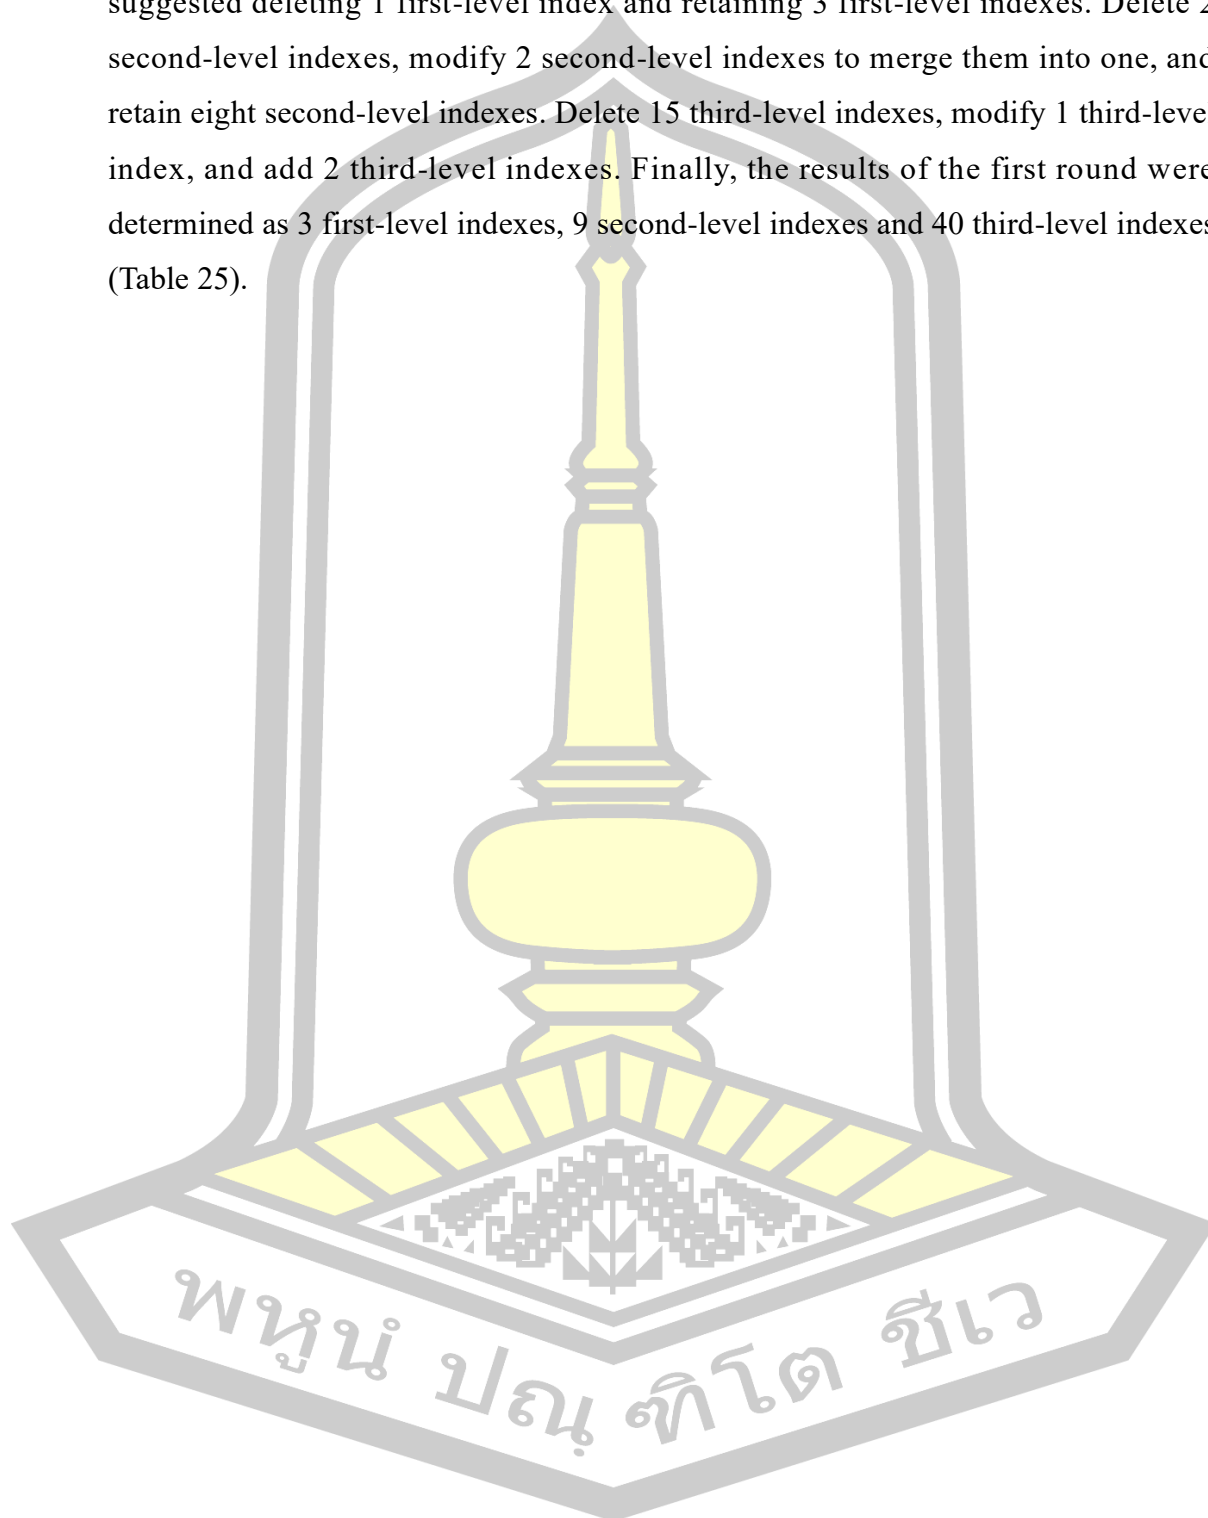 suggested deleting 1 first-level index and retaining 3 first-level indexes. Delete 2
second-level indexes, modify 2 second-level indexes to merge them into one, and
retain eight second-level indexes. Delete 15 third-level indexes, modify 1 third-level
index, and add 2 third-level indexes. Finally, the results of the first round were
determined as 3 first-level indexes, 9 second-level indexes and 40 third-level indexes
(Table 25).
พหูนํ ปณฺฑิโต ชีเว